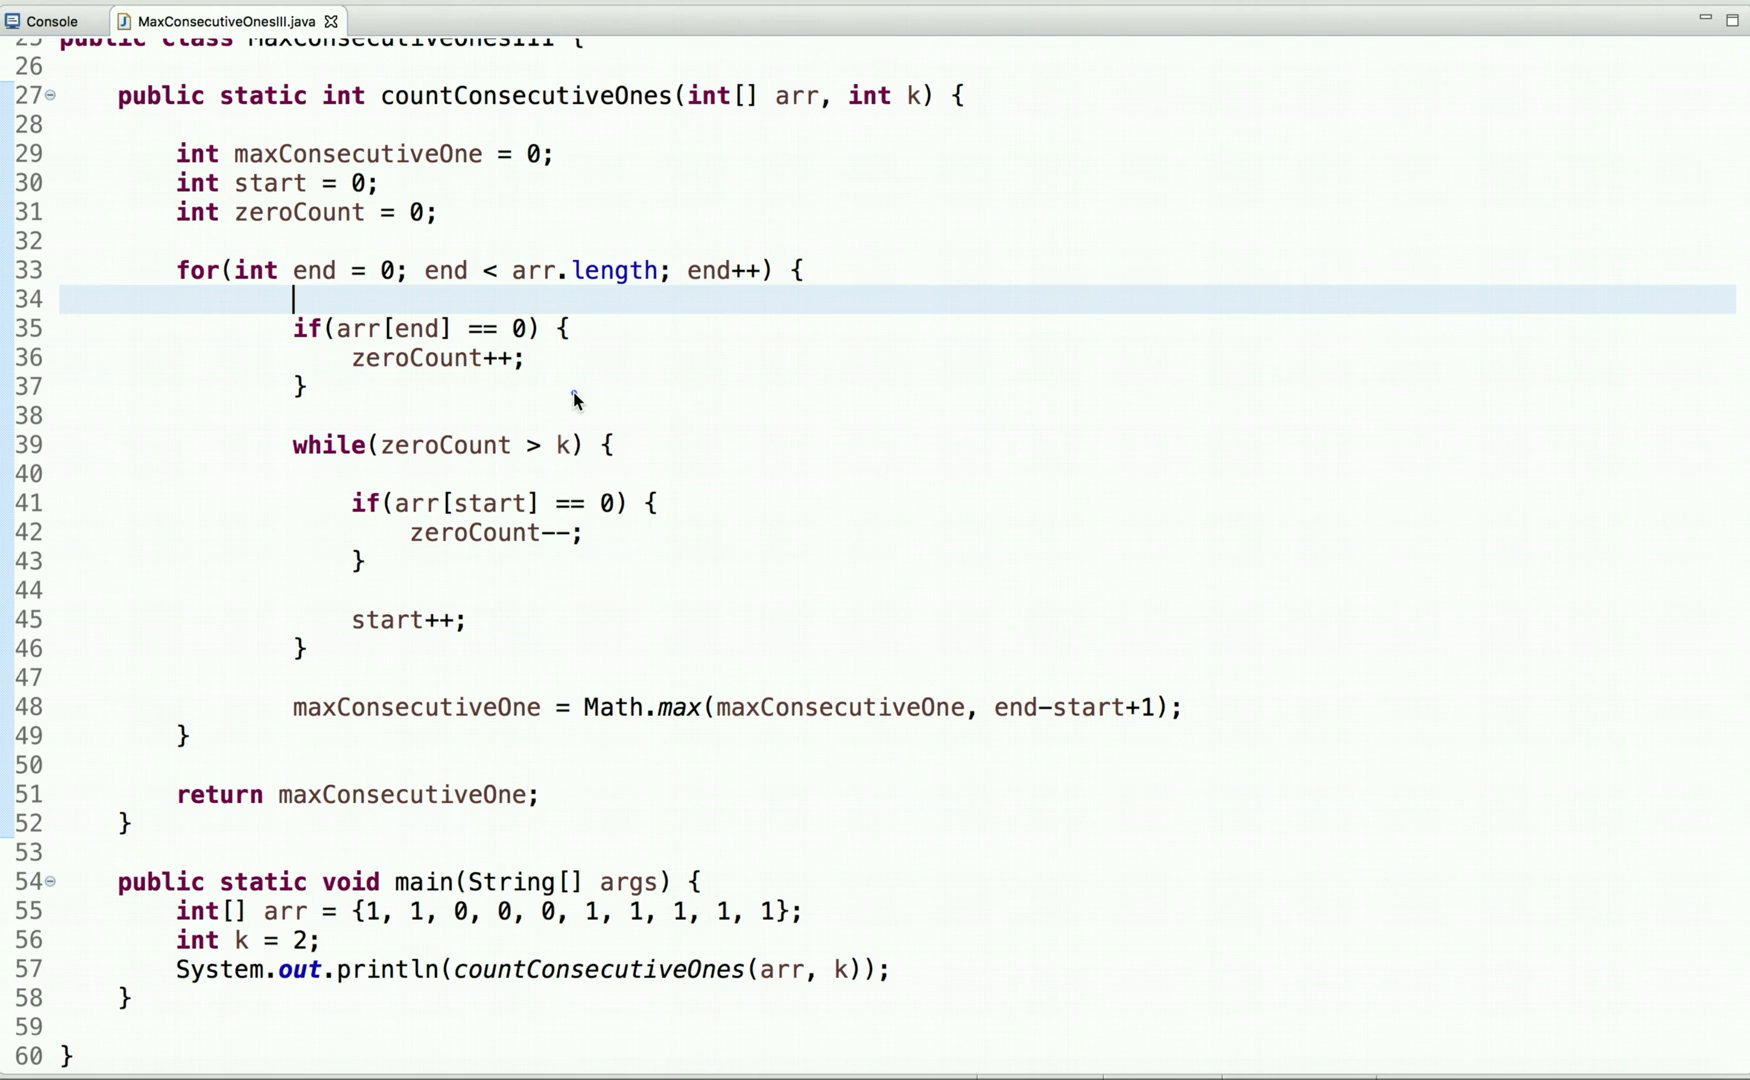 Console MaxConsecutiveOnesIII.java
25 public class MaxConsecutiveOnesIII {
26
27 public static int countConsecutiveOnes(int[] arr, int k) {
28
29 int maxConsecutiveOne = 0;
30 int start = 0;
31 int zeroCount = 0;
32
33 for(int end = 0; end < arr.length; end++) {
34
35 if(arr[end] == 0) {
36 zeroCount++;
37 }
38
39 while(zeroCount > k) {
40
41 if(arr[start] == 0) {
42 zeroCount--;
43 }
44
45 start++;
46 }
47
48 maxConsecutiveOne = Math.max(maxConsecutiveOne, end-start+1);
49 }
50
51 return maxConsecutiveOne;
52 }
53
54 public static void main(String[] args) {
55 int[] arr = {1, 1, 0, 0, 0, 1, 1, 1, 1, 1};
56 int k = 2;
57 System.out.println(countConsecutiveOnes(arr, k));
58 }
59
60 }